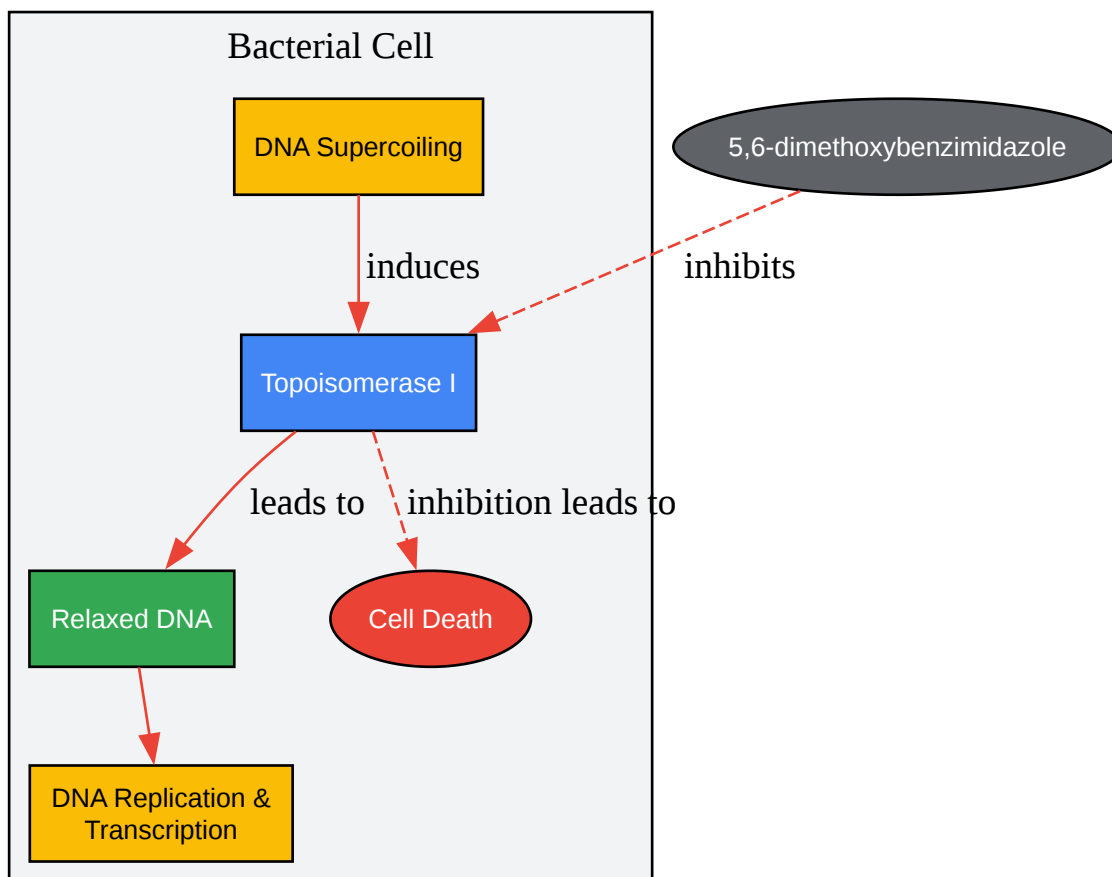 Bacterial Cell
DNA Supercoiling
5,6-dimethoxybenzimidazole
induces
inhibits
Topoisomerase I
leads to
inhibition leads to
Relaxed DNA
Cell Death
DNA Replication &
Transcription